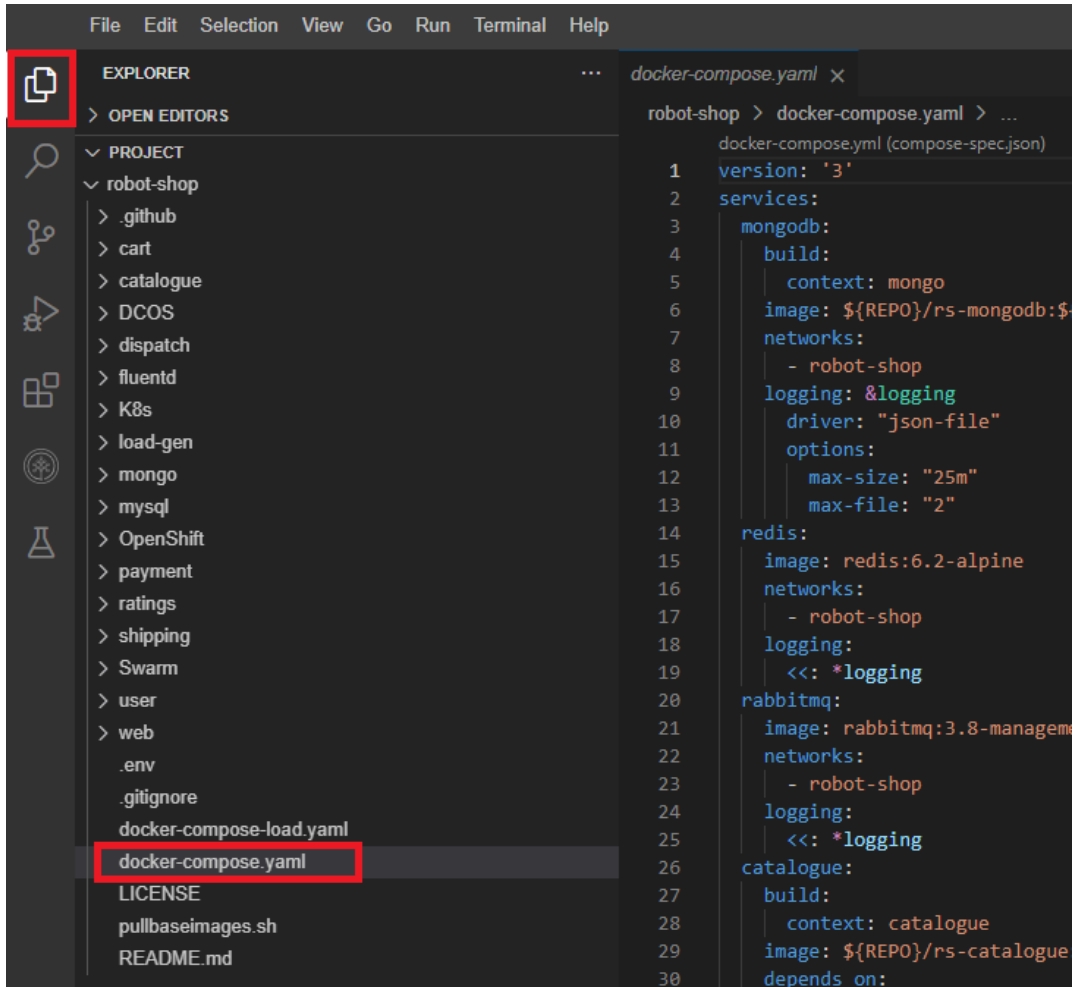 File Edit Selection View Go Run Terminal Help
EXPLORER ...
OPEN EDITORS
PROJECT
robot-shop
.github
cart
catalogue
DCOS
dispatch
fluentd
K8s
load-gen
mongo
mysql
OpenShift
payment
ratings
shipping
Swarm
user
web
.env
.gitignore
docker-compose-load.yaml
docker-compose.yaml
LICENSE
pullbaseimages.sh
README.md
docker-compose.yaml ×
robot-shop > docker-compose.yaml > ...
docker-compose.yml (compose-spec.json)
1 version: '3'
2 services:
3   mongodb:
4     build:
5       context: mongo
6     image: ${REPO}/rs-mongodb:$
7     networks:
8       - robot-shop
9     logging: &logging
10       driver: "json-file"
11       options:
12         max-size: "25m"
13         max-file: "2"
14   redis:
15     image: redis:6.2-alpine
16     networks:
17       - robot-shop
18     logging:
19       <<: *logging
20   rabbitmq:
21     image: rabbitmq:3.8-manageme
22     networks:
23       - robot-shop
24     logging:
25       <<: *logging
26   catalogue:
27     build:
28       context: catalogue
29     image: ${REPO}/rs-catalogue
30     depends_on: